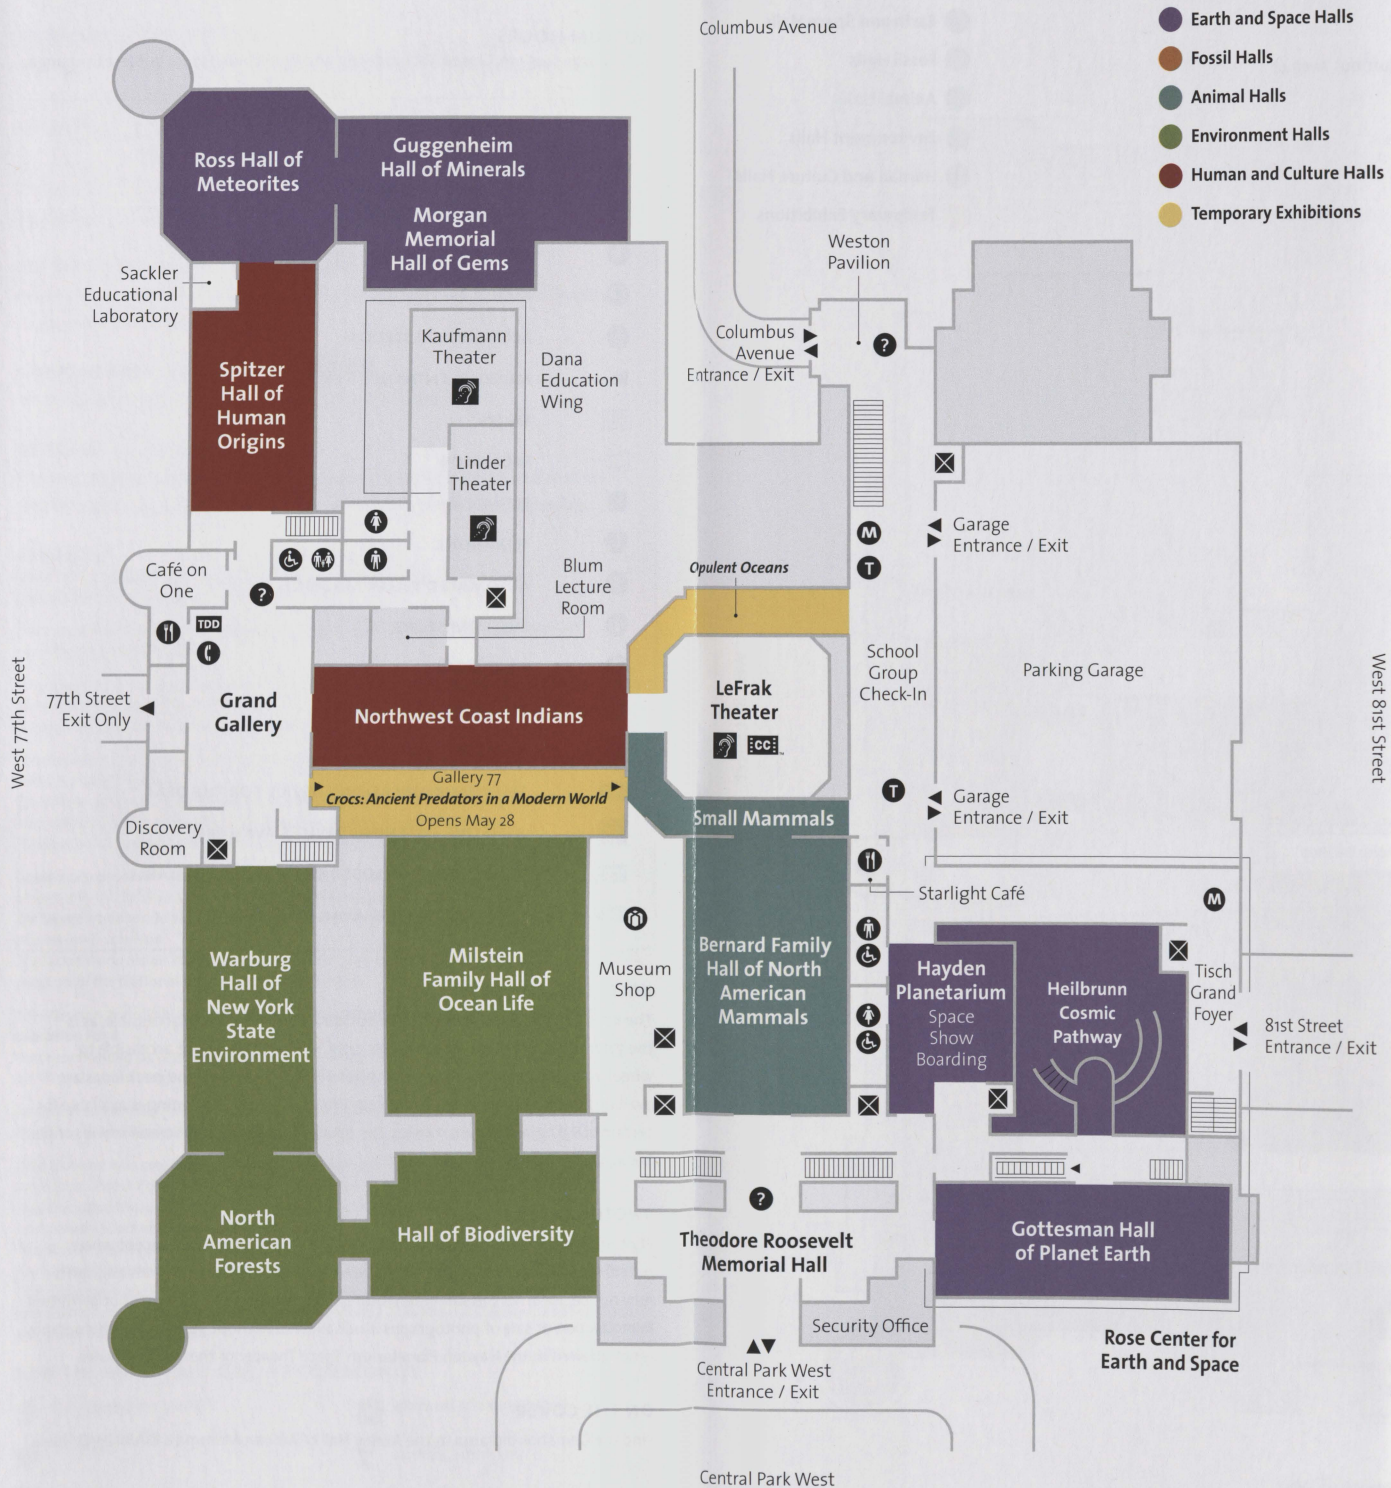 Columbus Avenue
Earth and Space Halls
Fossil Halls
Animal Halls
Environment Halls
Human and Culture Halls
Temporary Exhibitions
Ross Hall of
Meteorites
Guggenheim
Hall of Minerals
Morgan
Memorial
Hall of Gems
Weston
Pavilion
Sackler
Educational
Laboratory
Kaufmann
Theater
Dana
Education
Wing
Columbus
Avenue
Entrance / Exit
?
Spitzer
Hall of
Human
Origins
Linder
Theater
M
T
Garage
Entrance / Exit
Café on
One
?
TDD
Blum
Lecture
Room
Opulent Oceans
West 77th Street
77th Street
Exit Only
Grand
Gallery
Northwest Coast Indians
LeFrak
Theater
CC
School
Group
Check-In
Parking Garage
West 81st Street
Gallery 77
Crocs: Ancient Predators in a Modern World
Opens May 28
T
Garage
Entrance / Exit
Discovery
Room
Small Mammals
Starlight Café
M
Warburg
Hall of
New York
State
Environment
Milstein
Family Hall of
Ocean Life
Museum
Shop
Bernard Family
Hall of North
American
Mammals
Hayden
Planetarium
Space
Show
Boarding
Heilbrunn
Cosmic
Pathway
Tisch
Grand
Foyer
81st Street
Entrance / Exit
North
American
Forests
Hall of Biodiversity
?
Theodore Roosevelt
Memorial Hall
Gottesman Hall
of Planet Earth
Security Office
Rose Center for
Earth and Space
Central Park West
Entrance / Exit
Central Park West